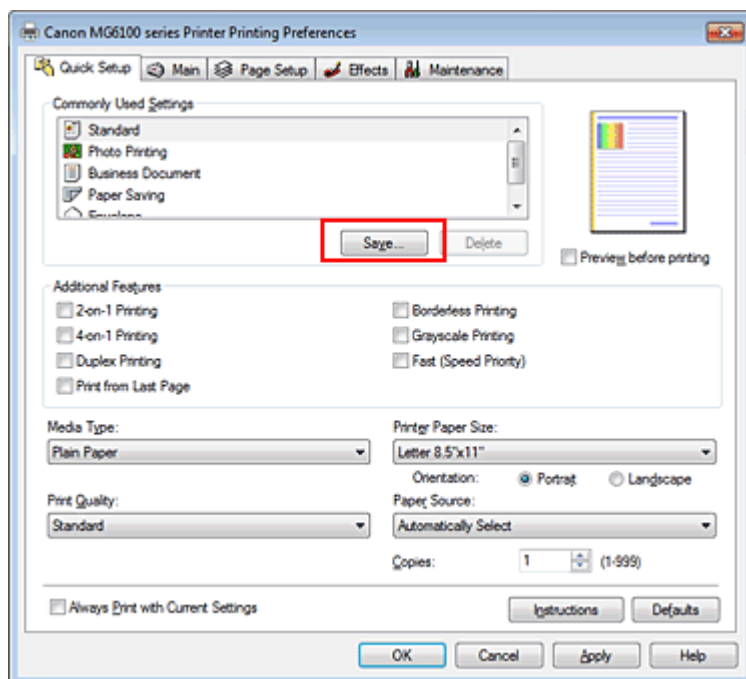 Canon MG6100 series Printer Printing Preferences
Quick Setup Main Page Setup Effects Maintenance
Commonly Used Settings
Standard
Photo Printing
Business Document
Paper Saving
Envelope
Save... Delete
Preview before printing
Additional Features
2-on-1 Printing Borderless Printing
4-on-1 Printing Grayscale Printing
Duplex Printing Fast (Speed Priority)
Print from Last Page
Media Type: Printer Paper Size:
Plain Paper Letter 8.5"x11"
Orientation: Portrait Landscape
Print Quality: Paper Source:
Standard Automatically Select
Copies: 1 (1-999)
Always Print with Current Settings Instructions Defaults
OK Cancel Apply Help